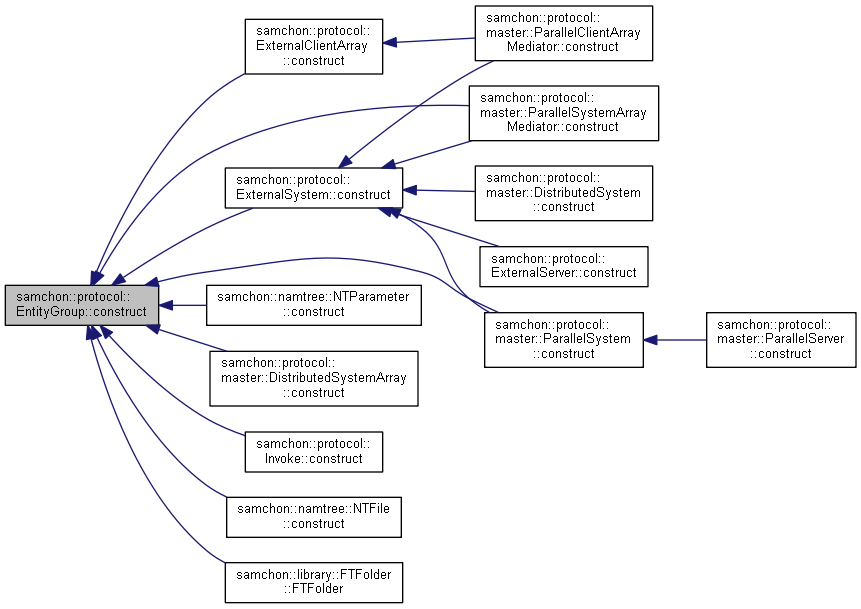 samchon::protocol::
EntityGroup::construct
samchon::protocol::
ExternalClientArray
::construct
samchon::protocol::
master::ParallelClientArray
Mediator::construct
samchon::protocol::
master::ParallelSystemArray
Mediator::construct
samchon::protocol::
ExternalSystem::construct
samchon::protocol::
master::DistributedSystem
::construct
samchon::protocol::
ExternalServer::construct
samchon::namtree::NTParameter
::construct
samchon::protocol::
master::ParallelSystem
::construct
samchon::protocol::
master::ParallelServer
::construct
samchon::protocol::
master::DistributedSystemArray
::construct
samchon::protocol::
Invoke::construct
samchon::namtree::NTFile
::construct
samchon::library::FTFolder
::FTFolder